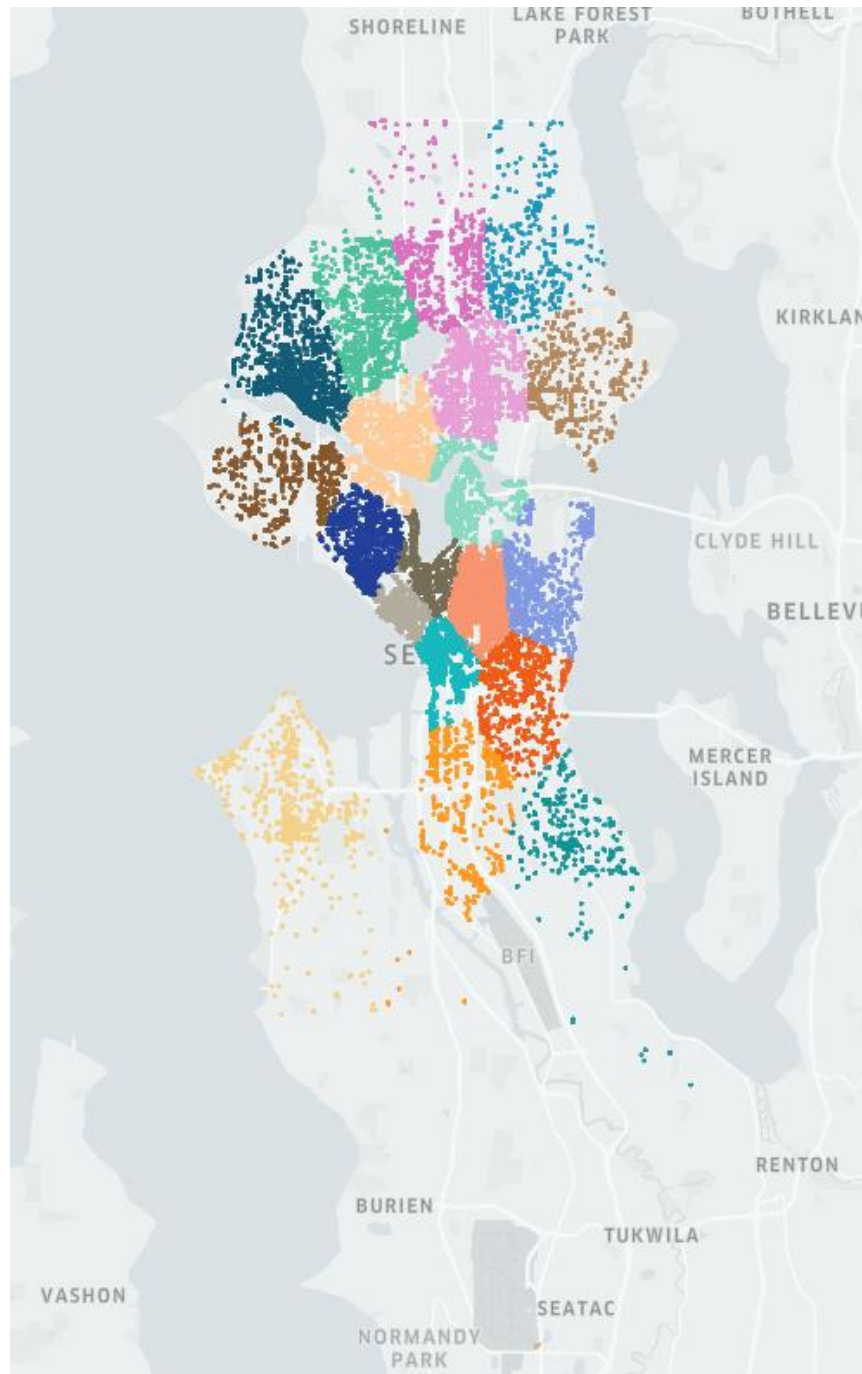 SHORELINE
LAKE FOREST
PARK
BOTHELL
KIRKLAN
CLYDE HILL
BELLEVU
SE
MERCER
ISLAND
BFI
RENTON
BURIEN
TUKWILA
VASHON
SEATAC
NORMANDY
PARK